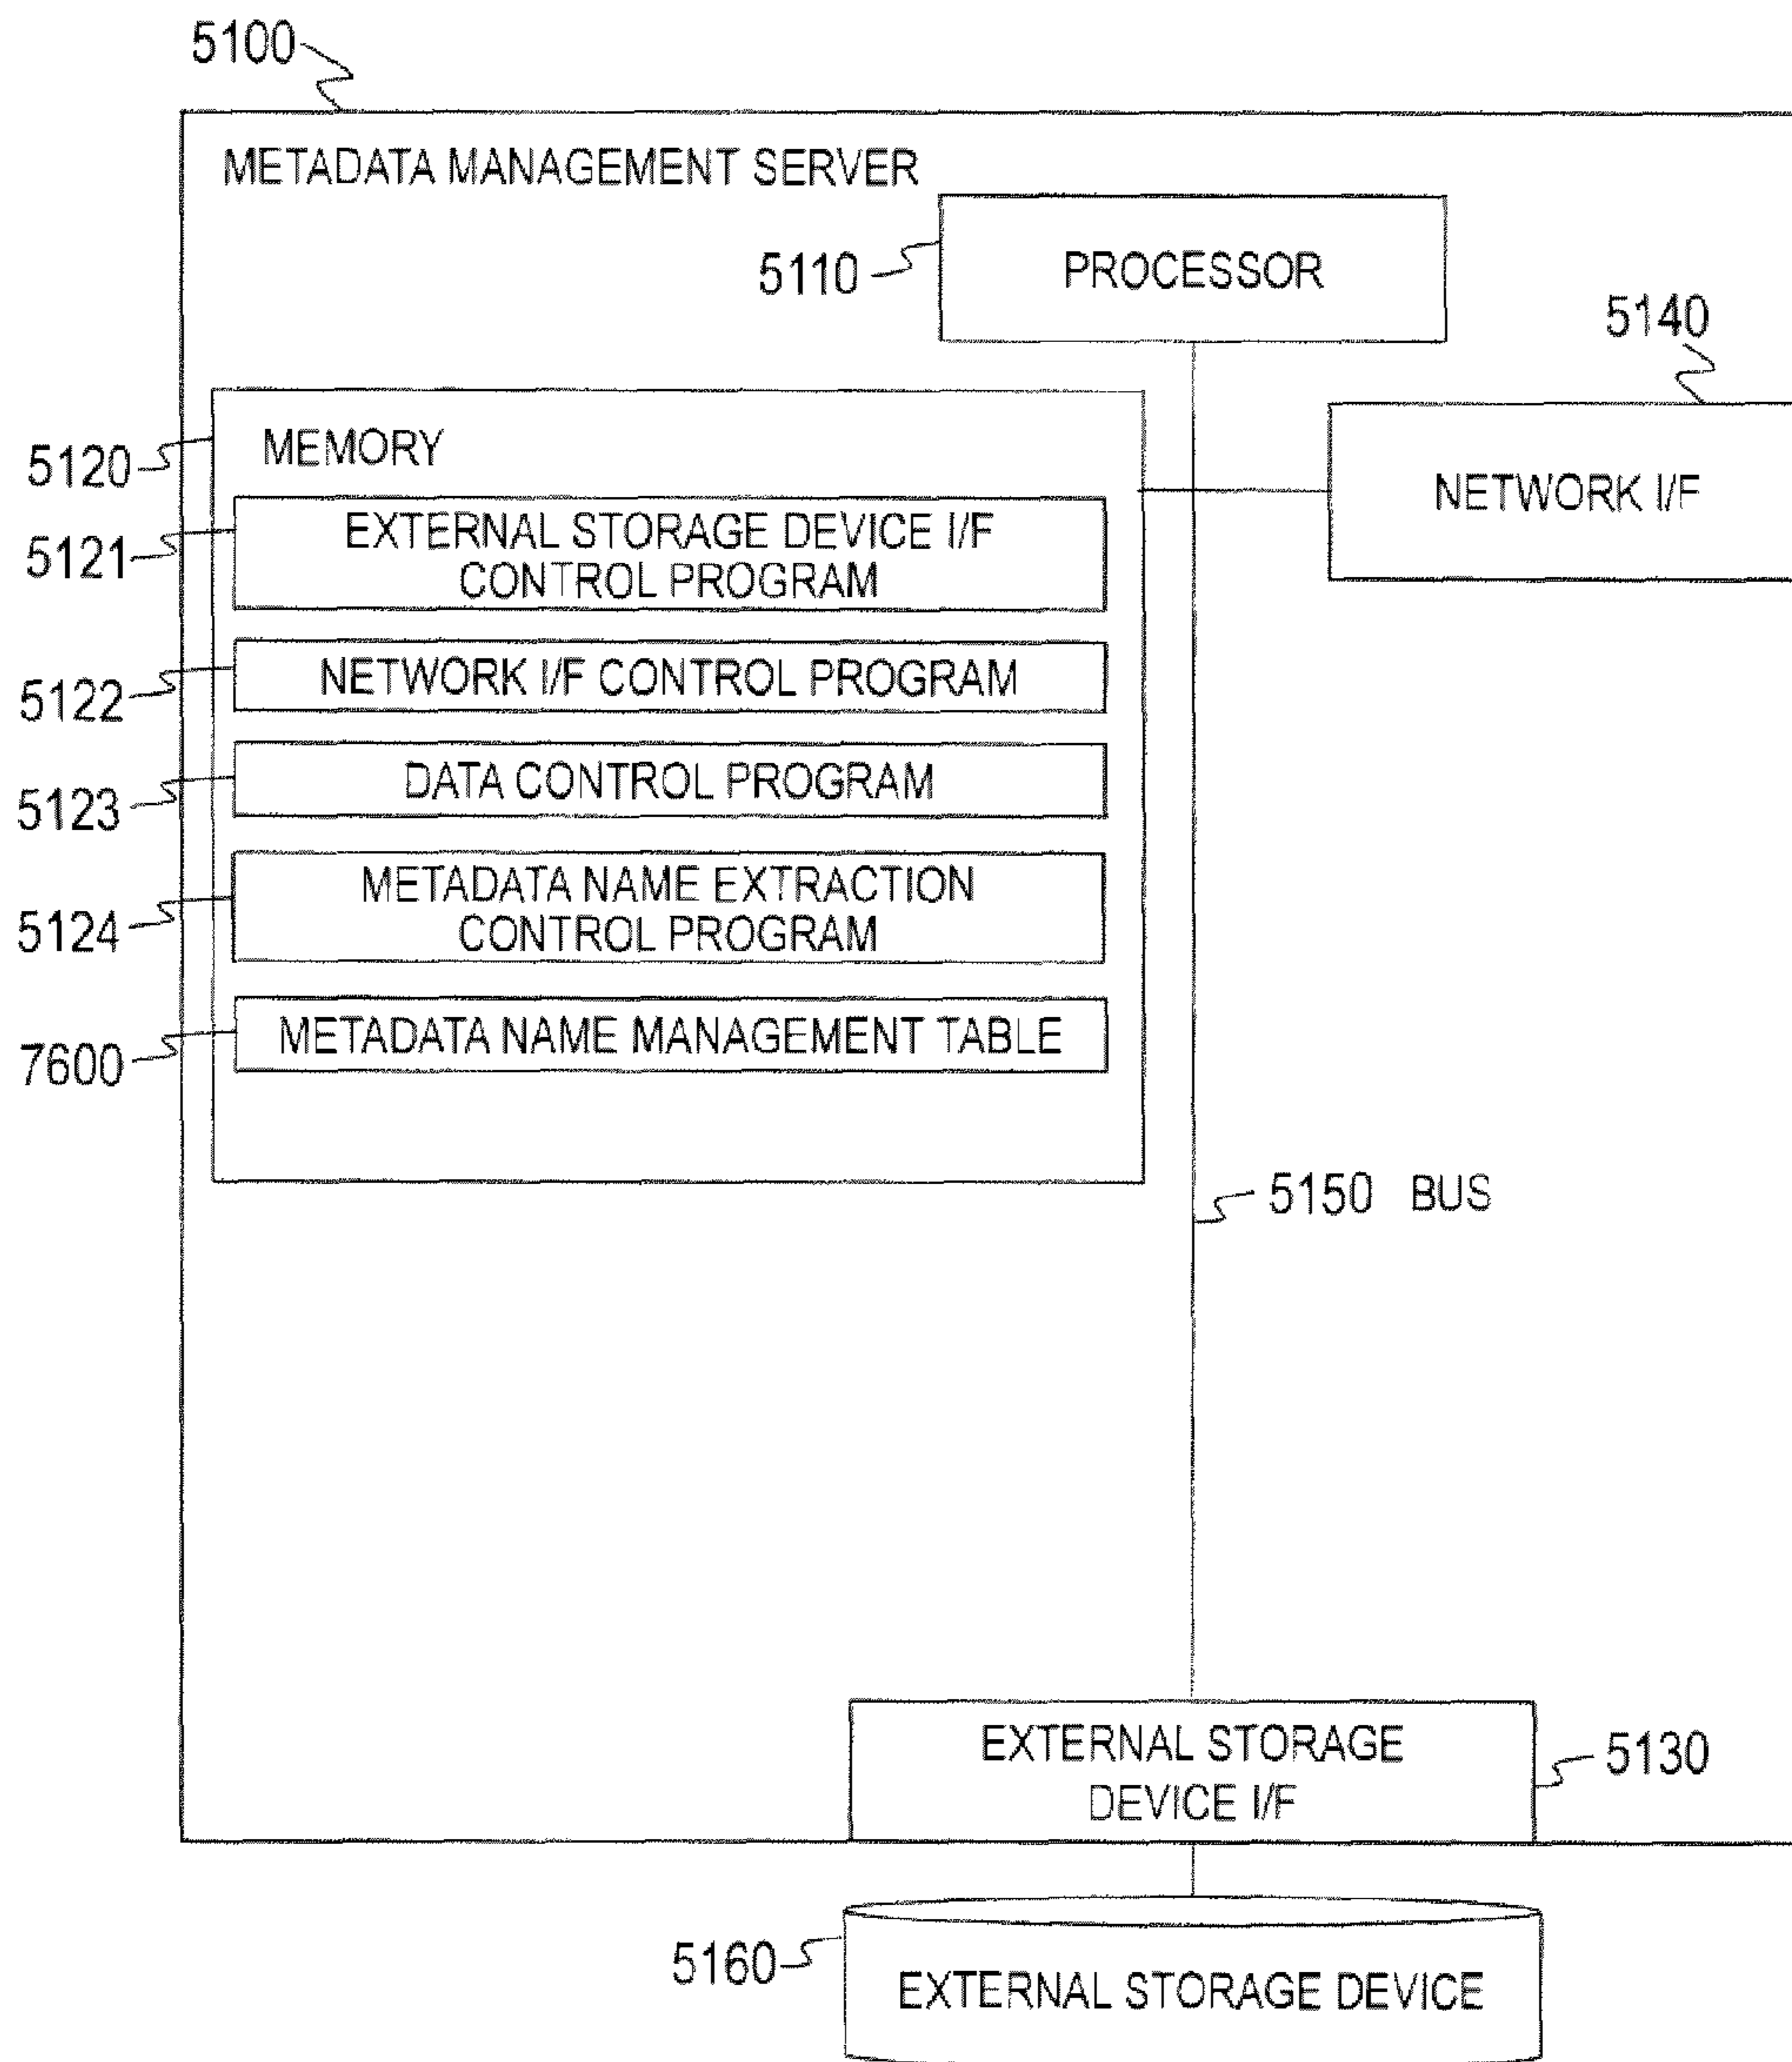 5100
METADATA MANAGEMENT SERVER
5110
PROCESSOR
5140
NETWORK I/F
5120
MEMORY
5121
EXTERNAL STORAGE DEVICE I/F
CONTROL PROGRAM
5122
NETWORK I/F CONTROL PROGRAM
5123
DATA CONTROL PROGRAM
5124
METADATA NAME EXTRACTION
CONTROL PROGRAM
7600
METADATA NAME MANAGEMENT TABLE
5150 BUS
EXTERNAL STORAGE
DEVICE I/F
5130
5160
EXTERNAL STORAGE DEVICE